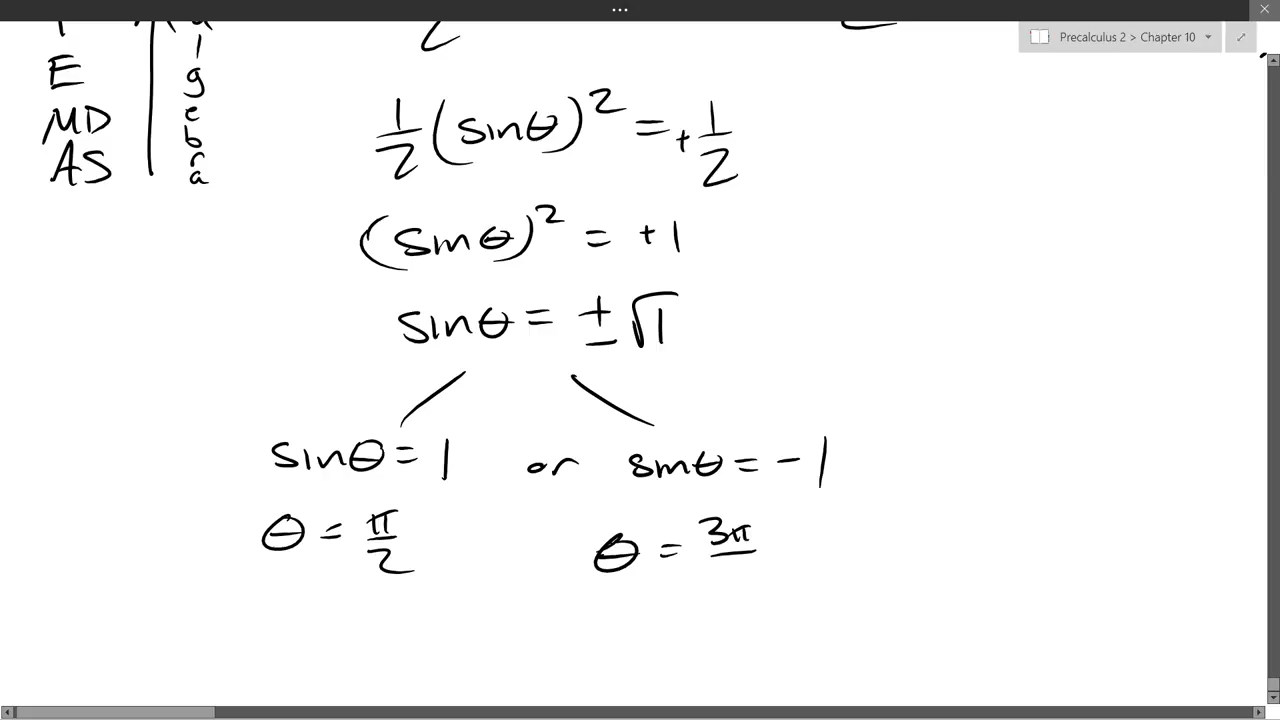 ...
Precalculus 2 > Chapter 10
E
MD
AS
l
g
e
b
r
a
1/2 (sinθ)² = +1/2
(sinθ)² = +1
sinθ = ±√1
sinθ = 1 or sinθ = -1
θ = π/2 θ = 3π